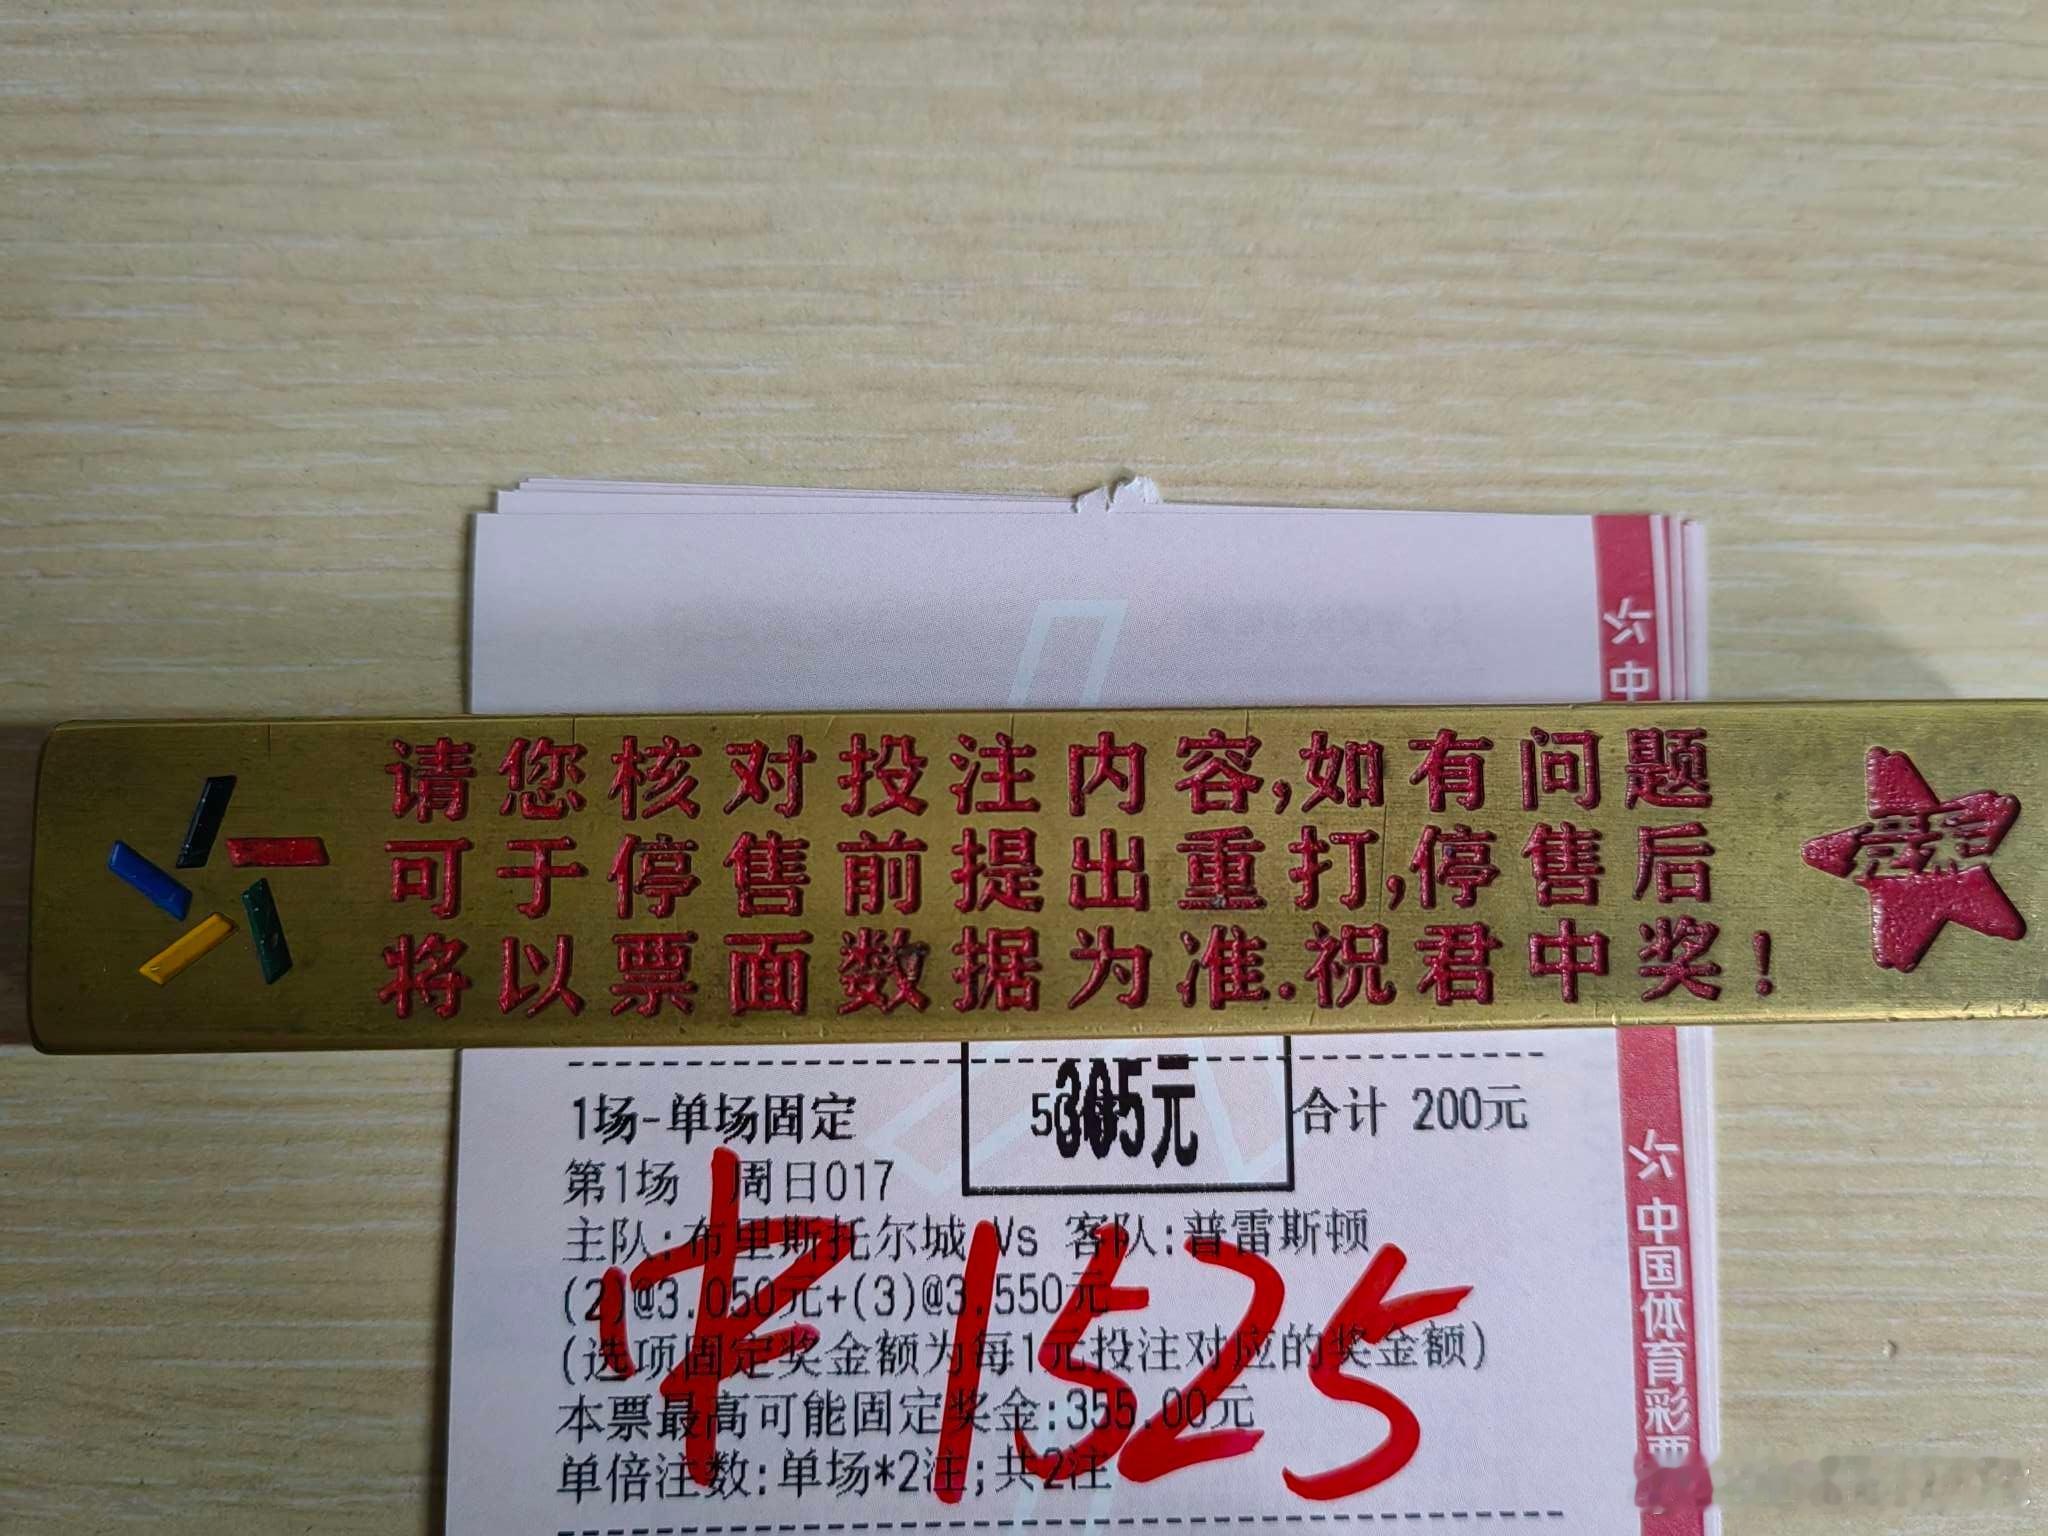 中
请您核对投注内容,如有问题
可于停售前提出重打,停售后
将以票面数据为准.祝君中奖!
305元
1场-单场固定 合计 200元
第1场 周日017
主队:布里斯托尔城 Vs 客队:普雷斯顿
(2)@3.050元+(3)@3.550元
(选项固定奖金额为每1元投注对应的奖金额)
本票最高可能固定奖金:355.00元
单倍注数:单场*2注;共2注
中1525
中国体育彩票